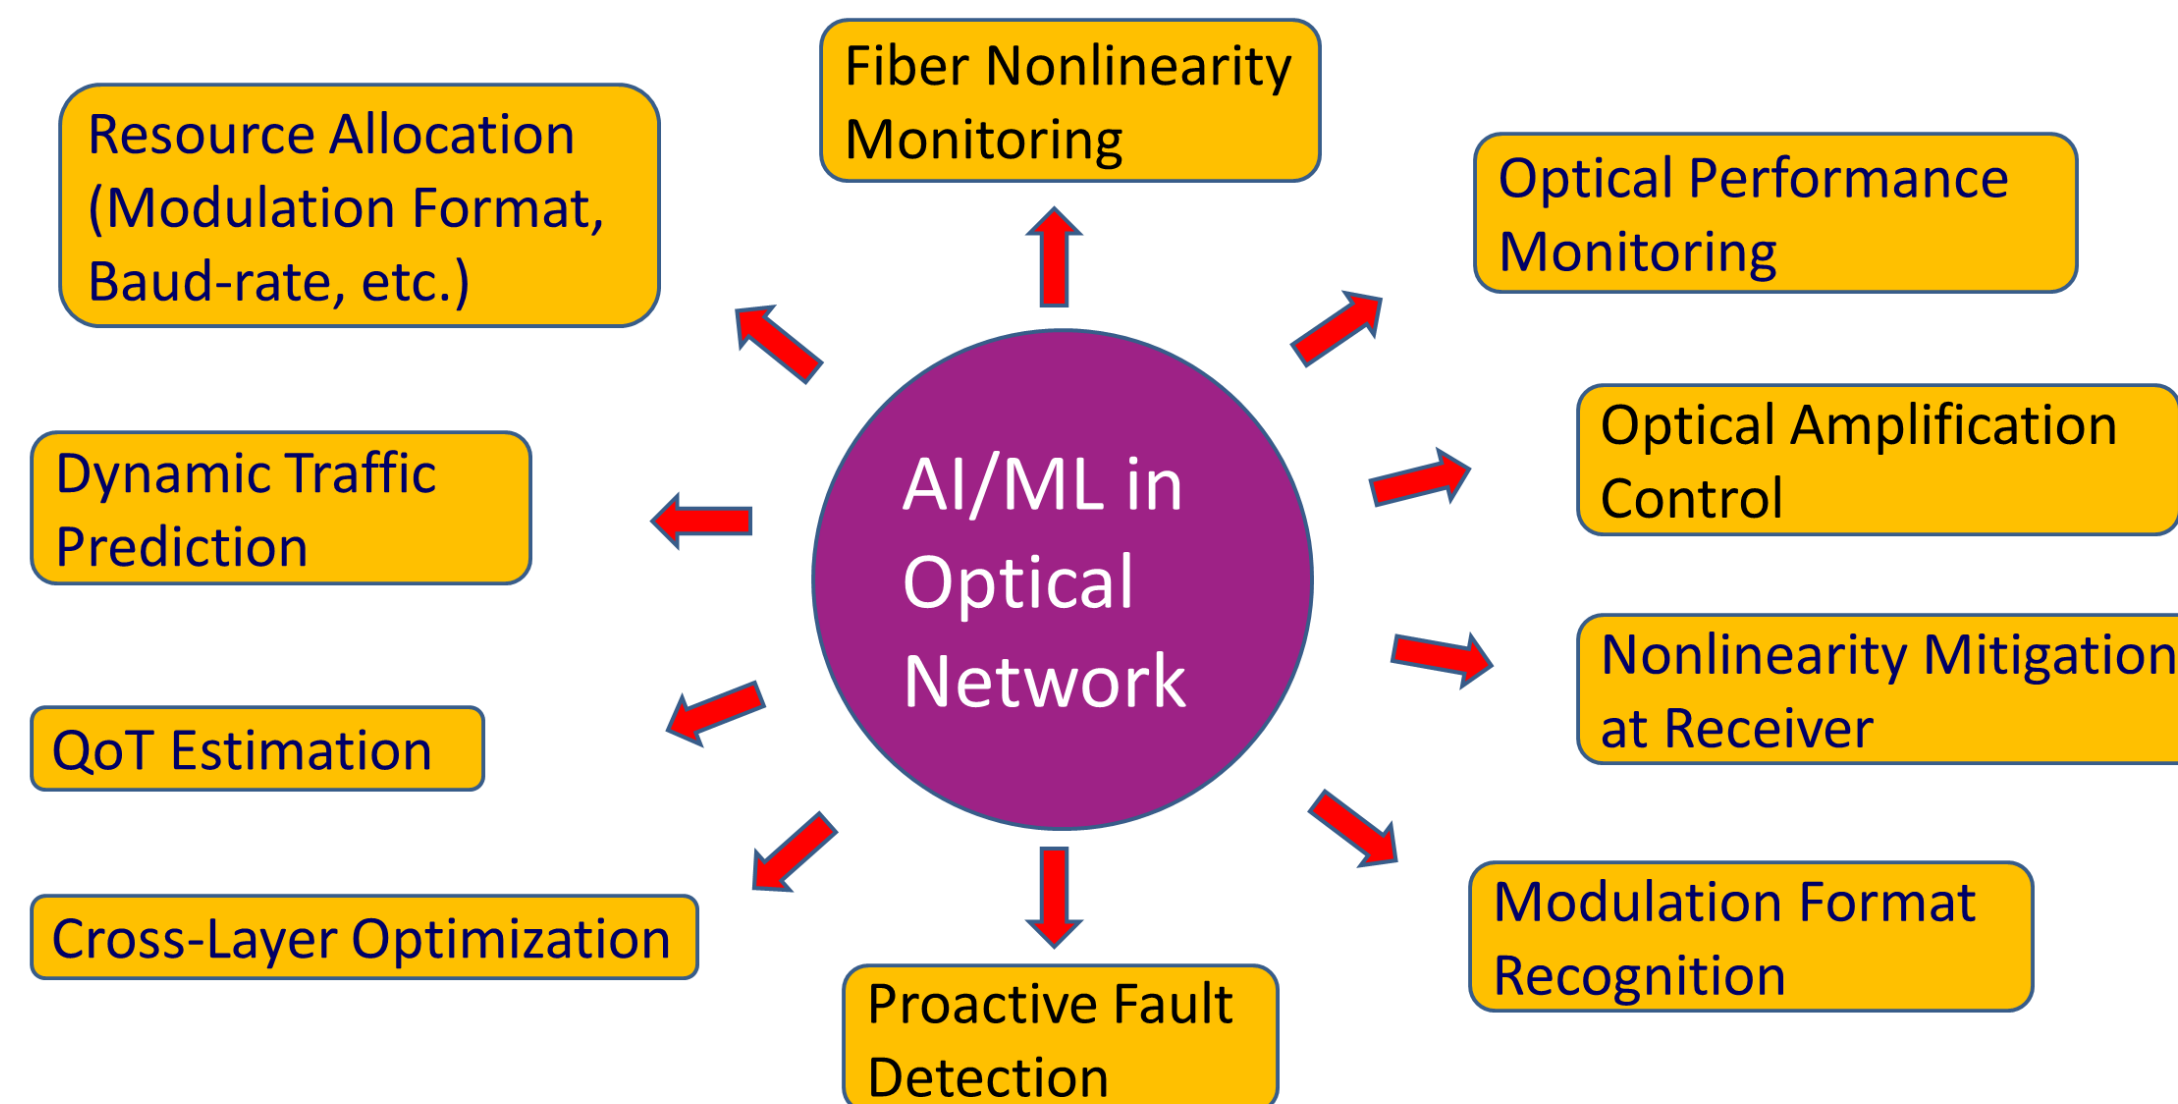 Fiber Nonlinearity
Monitoring
Resource Allocation
(Modulation Format,
Baud-rate, etc.)
Optical Performance
Monitoring
Optical Amplification
Control
Dynamic Traffic
Prediction
AI/ML in
Optical
Network
Nonlinearity Mitigation
at Receiver
QoT Estimation
Cross-Layer Optimization
Modulation Format
Recognition
Proactive Fault
Detection